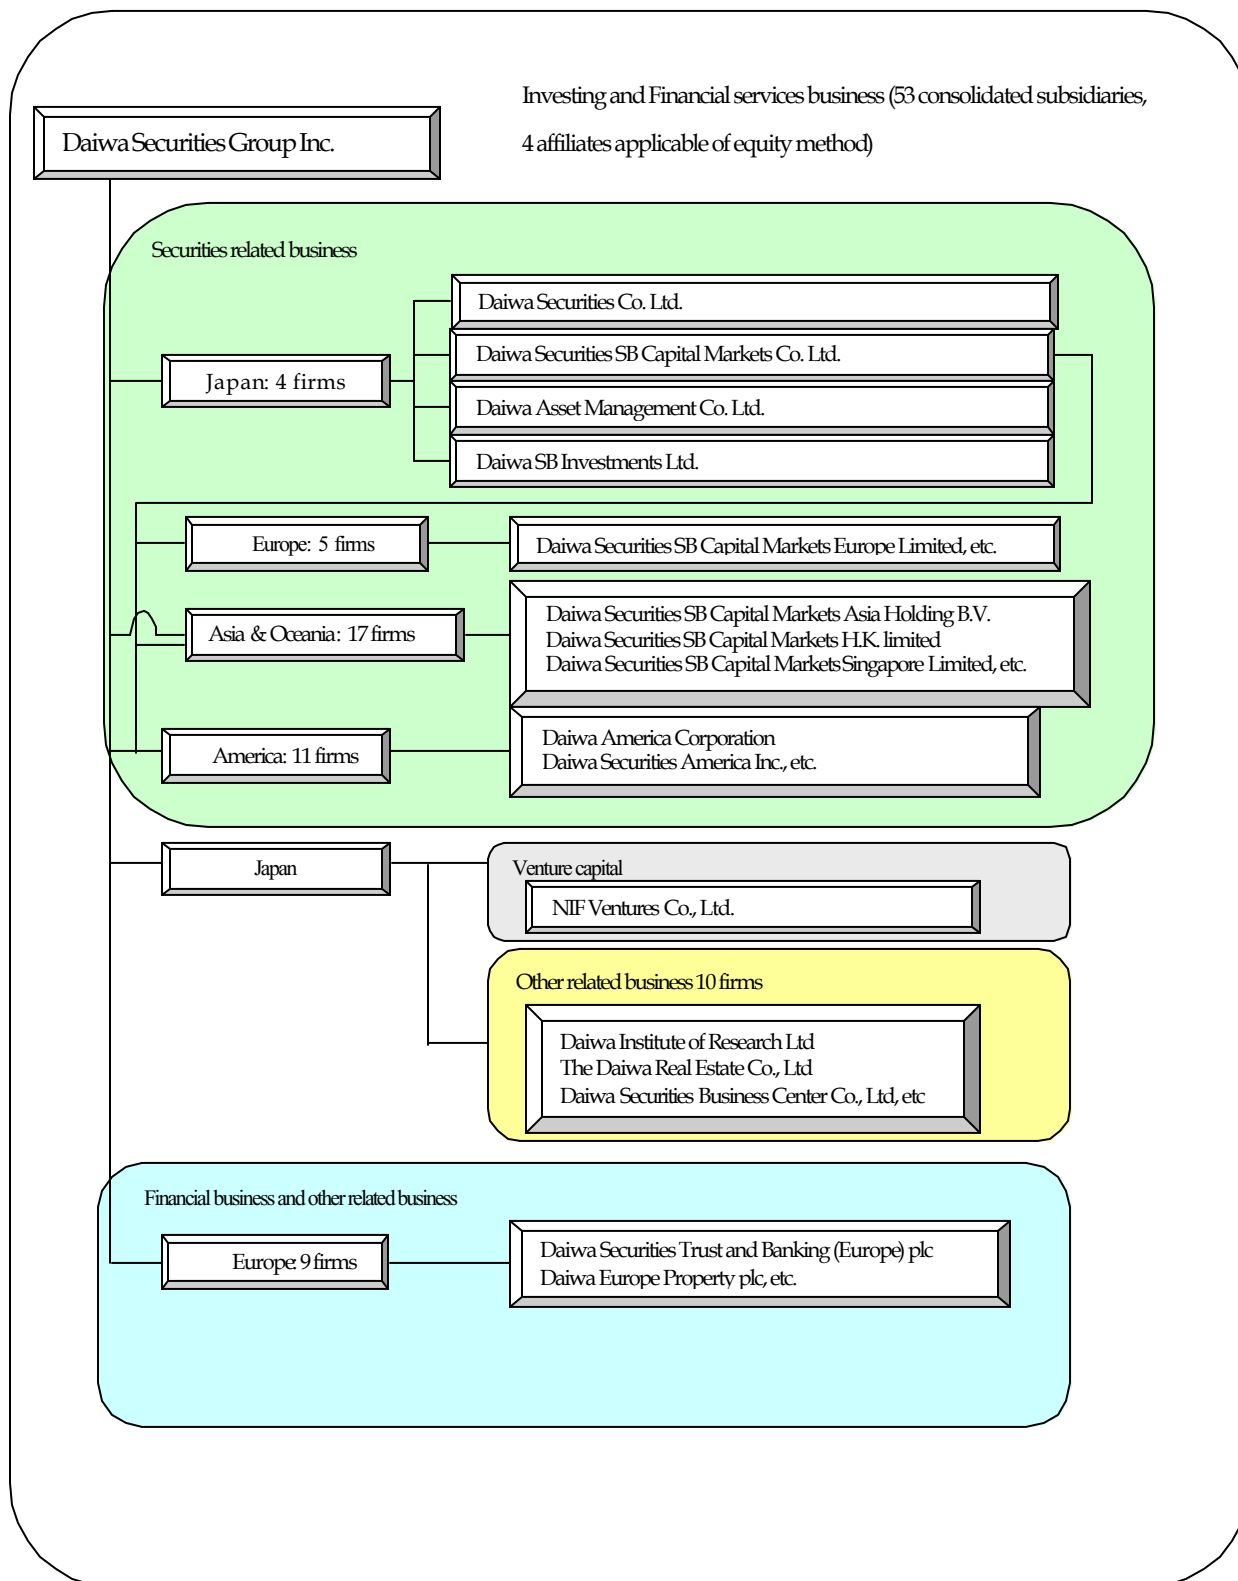 Investing and Financial services business (53 consolidated subsidiaries,
4 affiliates applicable of equity method)
Daiwa Securities Group Inc.
Securities related business
Daiwa Securities Co. Ltd.
Daiwa Securities SB Capital Markets Co. Ltd.
Japan: 4 firms
Daiwa Asset Management Co. Ltd.
Daiwa SB Investments Ltd.
Europe: 5 firms
Daiwa Securities SB Capital Markets Europe Limited, etc.
Asia & Oceania: 17 firms
Daiwa Securities SB Capital Markets Asia Holding B.V.
Daiwa Securities SB Capital Markets H.K. limited
Daiwa Securities SB Capital Markets Singapore Limited, etc.
America: 11 firms
Daiwa America Corporation
Daiwa Securities America Inc., etc.
Japan
Venture capital
NIF Ventures Co., Ltd.
Other related business 10 firms
Daiwa Institute of Research Ltd
The Daiwa Real Estate Co., Ltd
Daiwa Securities Business Center Co., Ltd, etc
Financial business and other related business
Europe: 9 firms
Daiwa Securities Trust and Banking (Europe) plc
Daiwa Europe Property plc, etc.